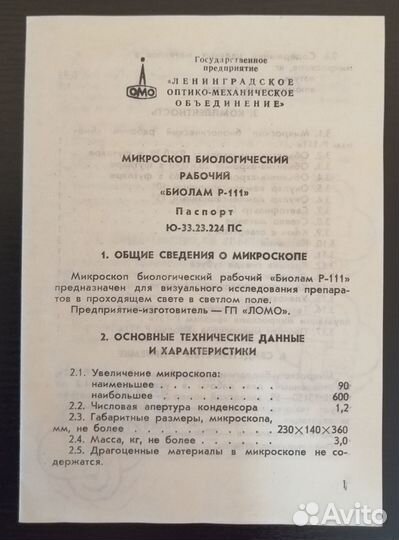 Государственное
предприятие
«ЛЕНИНГРАДСКОЕ
ОПТИКО-МЕХАНИЧЕСКОЕ
ОБЪЕДИНЕНИЕ»
ЛОМО
МИКРОСКОП БИОЛОГИЧЕСКИЙ
РАБОЧИЙ
«БИОЛАМ Р-111»
Паспорт
Ю-33.23.224 ПС
1. ОБЩИЕ СВЕДЕНИЯ О МИКРОСКОПЕ
Микроскоп биологический рабочий «Биолам Р-111»
предназначен для визуального исследования препара-
тов в проходящем свете в светлом поле.
Предприятие-изготовитель — ГП «ЛОМО».
2. ОСНОВНЫЕ ТЕХНИЧЕСКИЕ ДАННЫЕ
И ХАРАКТЕРИСТИКИ
2.1. Увеличение микроскопа:
наименьшее . . . . . . . . . . 90
наибольшее . . . . . . . . . . 600
2.2. Числовая апертура конденсора . . . 1,2
2.3. Габаритные размеры, микроскопа,
мм, не более . . . . . . . 230×140×360
2.4. Масса, кг, не более . . . . . . 3,0
2.5. Драгоценные материалы в микроскопе не со-
держатся.
Avito